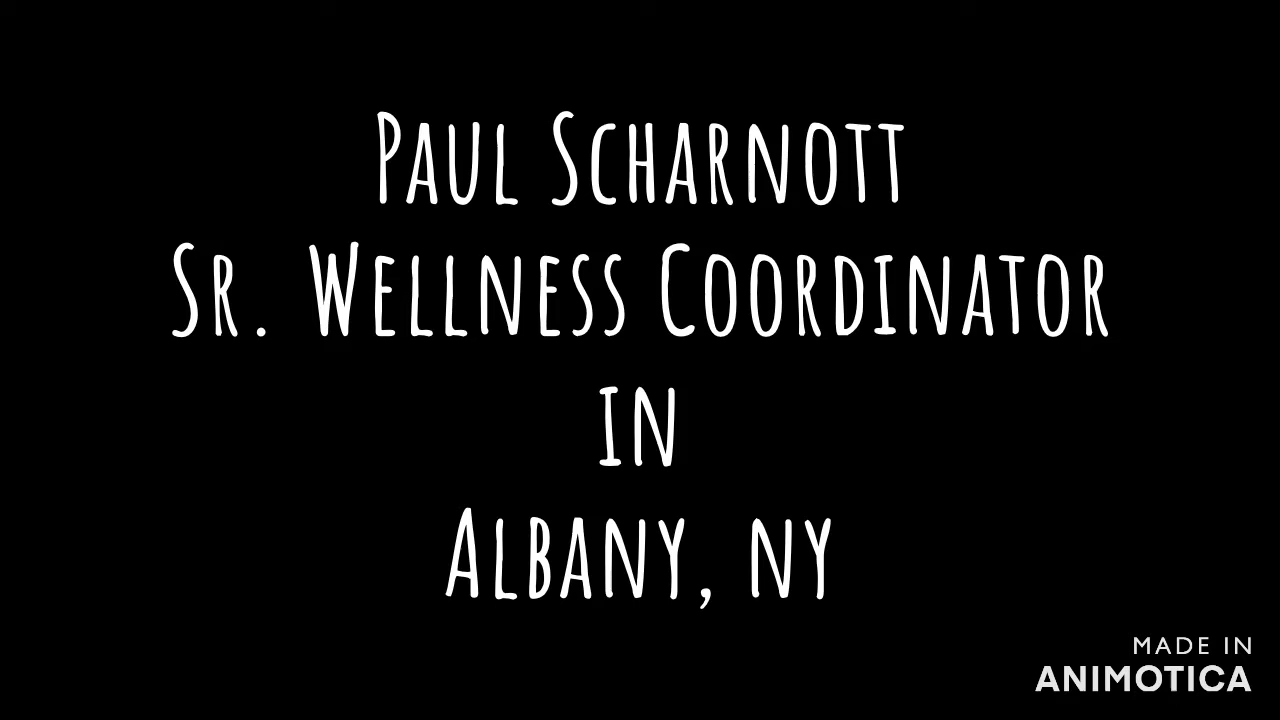 Paul Scharnott
Sr. Wellness Coordinator
in
Albany, NY
MADE IN
ANIMOTICA